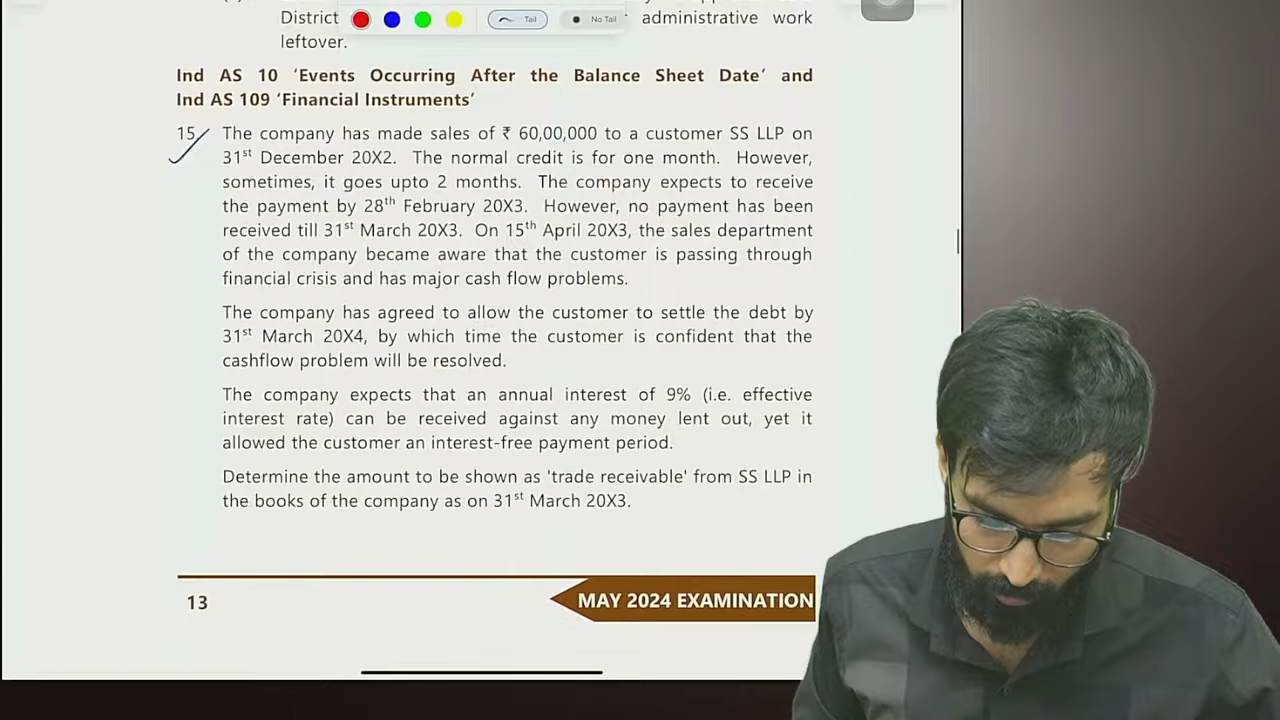 District
Tail
No Tail
administrative work
leftover.
Ind AS 10 ‘Events Occurring After the Balance Sheet Date’ and
Ind AS 109 ‘Financial Instruments’
15. The company has made sales of ₹ 60,00,000 to a customer SS LLP on
31st December 20X2. The normal credit is for one month. However,
sometimes, it goes upto 2 months. The company expects to receive
the payment by 28th February 20X3. However, no payment has been
received till 31st March 20X3. On 15th April 20X3, the sales department
of the company became aware that the customer is passing through
financial crisis and has major cash flow problems.
The company has agreed to allow the customer to settle the debt by
31st March 20X4, by which time the customer is confident that the
cashflow problem will be resolved.
The company expects that an annual interest of 9% (i.e. effective
interest rate) can be received against any money lent out, yet it
allowed the customer an interest-free payment period.
Determine the amount to be shown as 'trade receivable' from SS LLP in
the books of the company as on 31st March 20X3.
13
MAY 2024 EXAMINATION